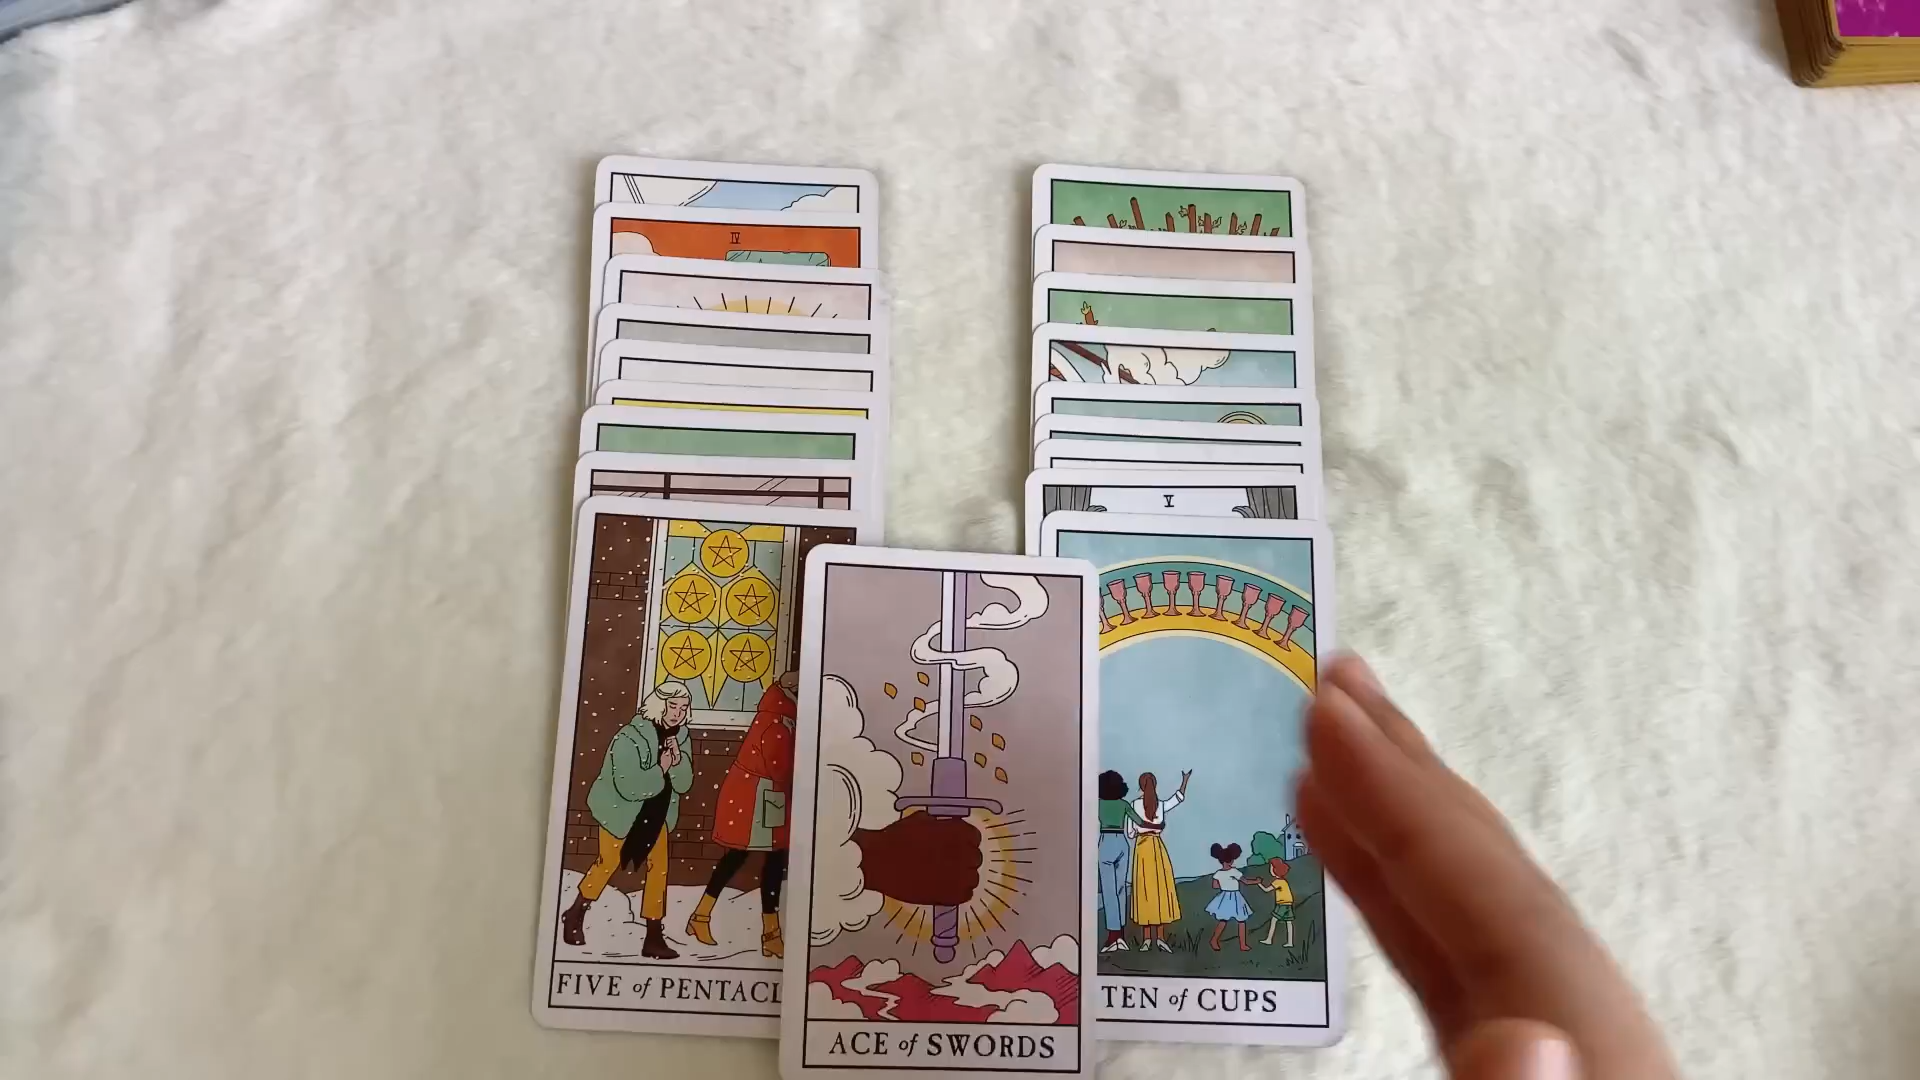 IV
V
FIVE of PENTACL
ACE of SWORDS
TEN of CUPS